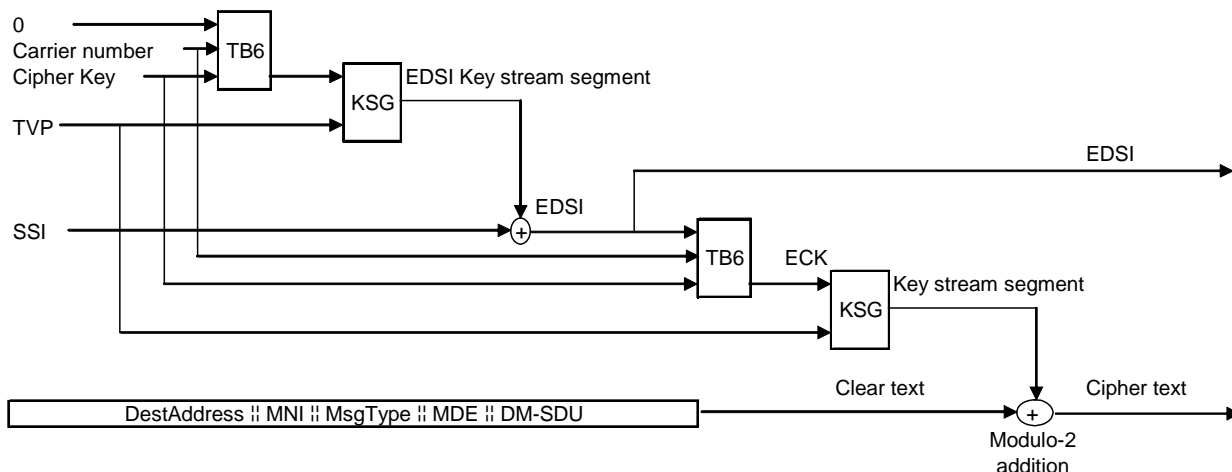 0
Carrier number
Cipher Key
TB6
EDSI Key stream segment
KSG
TVP
EDSI
EDSI
SSI
+
TB6
ECK
Key stream segment
KSG
Clear text
Cipher text
DestAddress ¦¦ MNI ¦¦ MsgType ¦¦ MDE ¦¦ DM-SDU
+
Modulo-2
addition